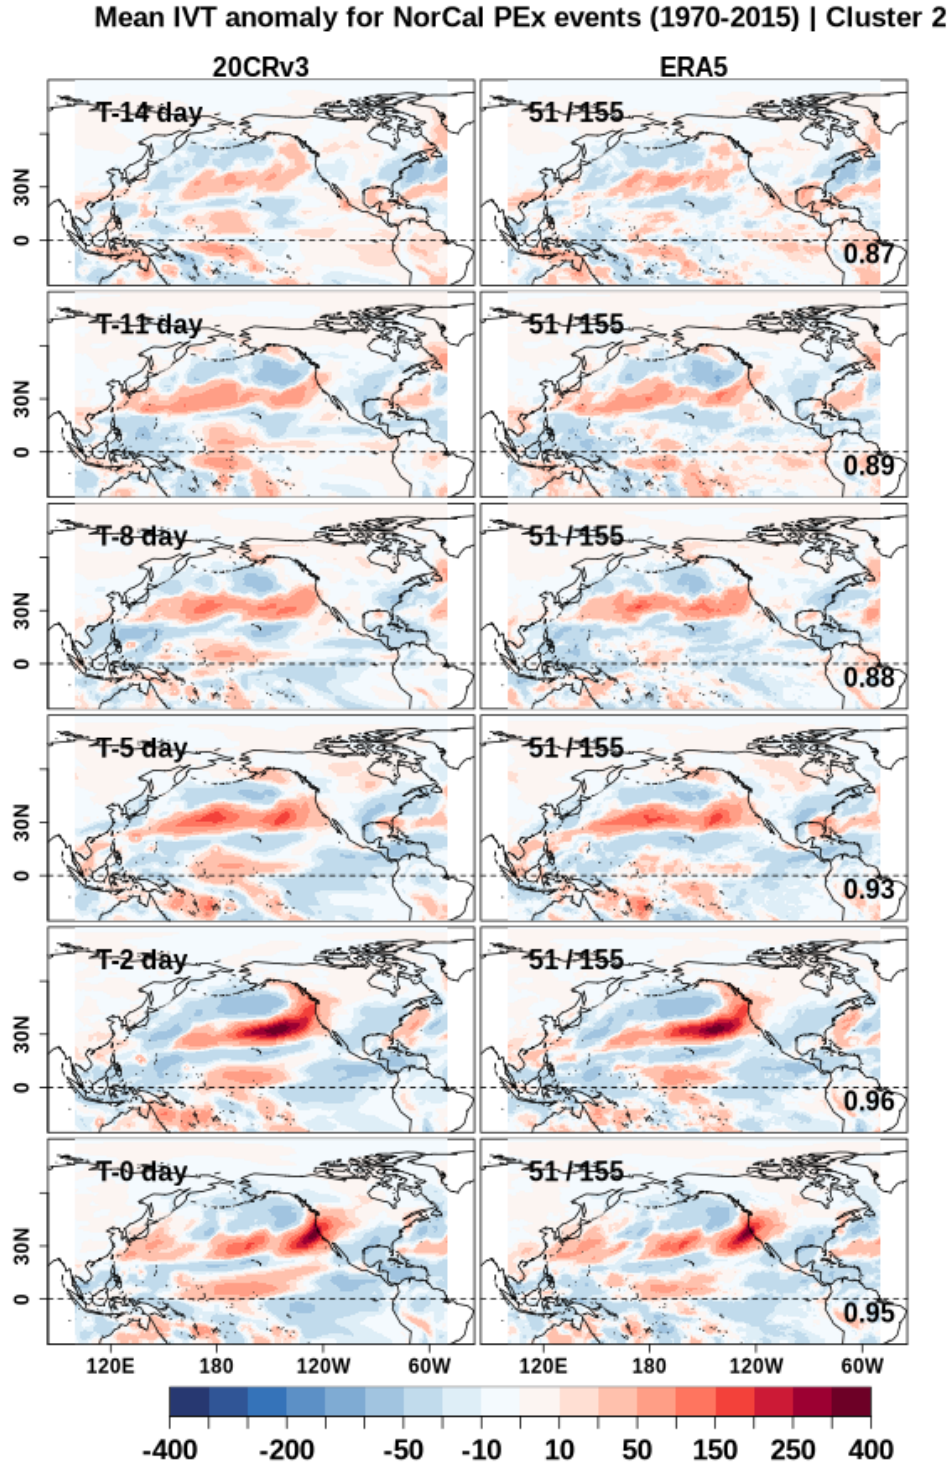 Mean IVT anomaly for NorCal PEx events (1970-2015) | Cluster 2
20CRv3 ERA5
T-14 day 51 / 155
30N
0
0.87
T-11 day 51 / 155
30N
0
0.89
T-8 day 51 / 155
30N
0
0.88
T-5 day 51 / 155
30N
0
0.93
T-2 day 51 / 155
30N
0
0.96
T-0 day 51 / 155
30N
0
0.95
120E 180 120W 60W 120E 180 120W 60W
-400 -200 -50 -10 10 50 150 250 400